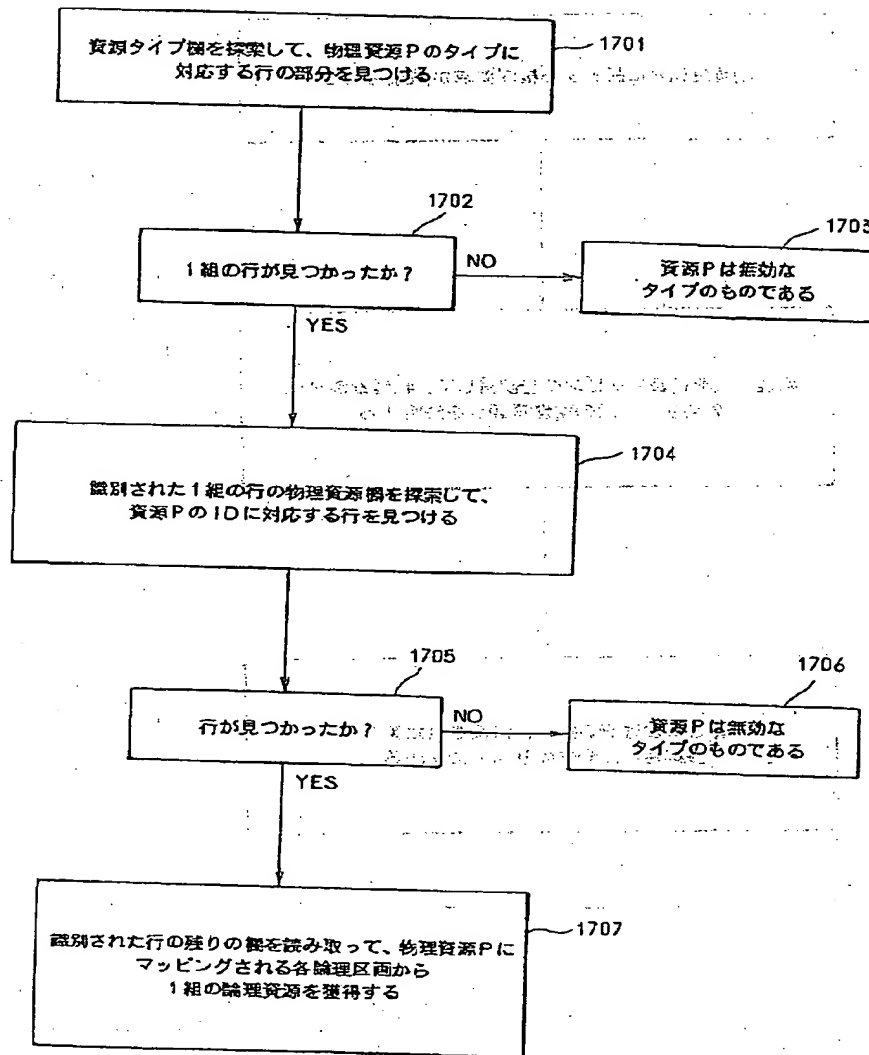 資源タイプ欄を探索して、物理資源Pのタイプに
対応する行の部分を見つける
1701
1702
1組の行が見つかったか？
NO
1703
資源Pは無効な
タイプのものである
YES
1704
識別された1組の行の物理資源欄を探索して、
資源PのIDに対応する行を見つける
1705
行が見つかったか？
NO
1706
資源Pは無効な
タイプのものである
YES
1707
識別された行の残りの欄を読み取って、物理資源Pに
マッピングされる各論理区画から
1組の論理資源を獲得する